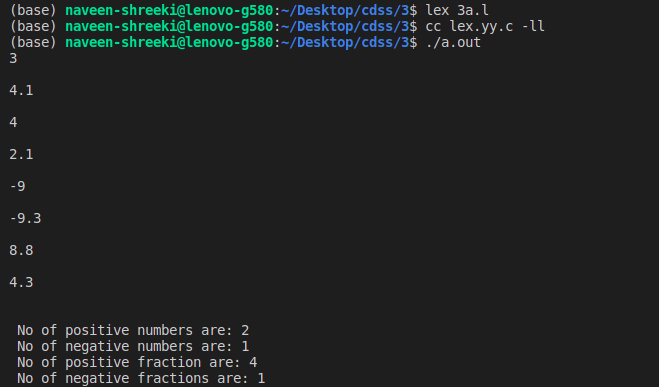 (base) naveen-shreeki@lenovo-g580:~/Desktop/cdss/3$ lex 3a.l
(base) naveen-shreeki@lenovo-g580:~/Desktop/cdss/3$ cc lex.yy.c -ll
(base) naveen-shreeki@lenovo-g580:~/Desktop/cdss/3$ ./a.out
3
4.1
4
2.1
-9
-9.3
8.8
4.3
No of positive numbers are: 2
No of negative numbers are: 1
No of positive fraction are: 4
No of negative fractions are: 1